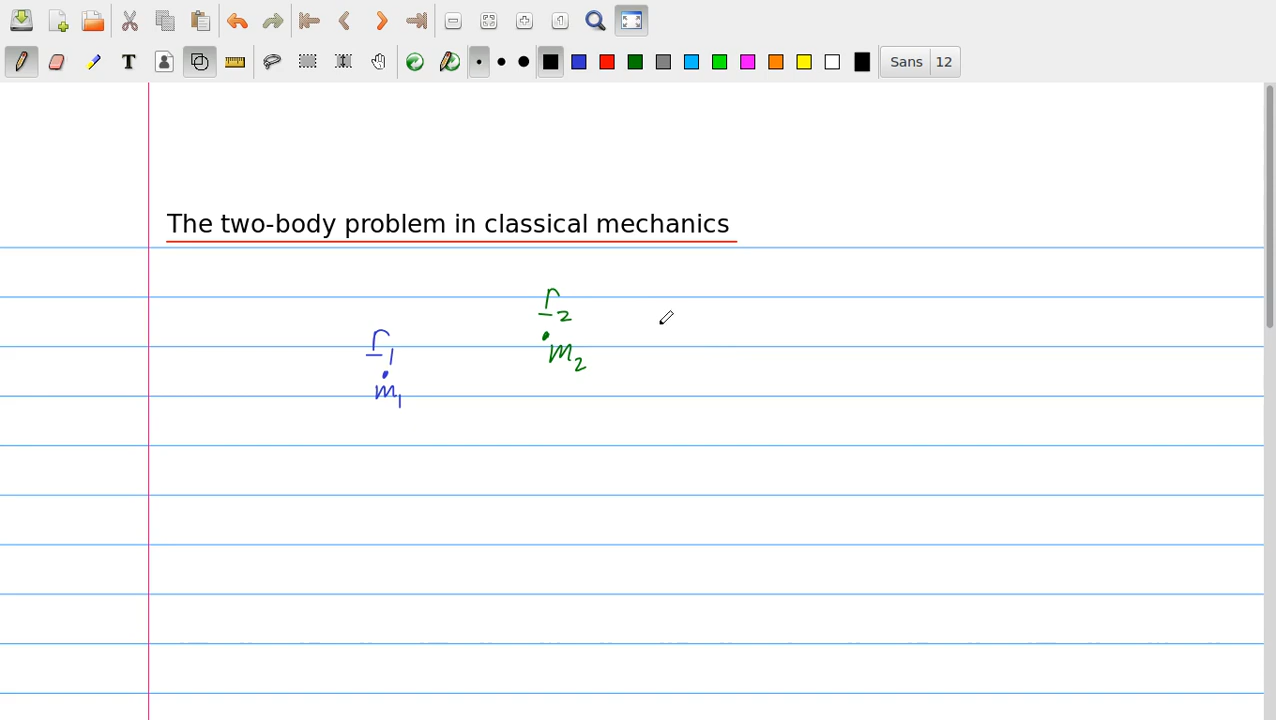 Sans 12
The two-body problem in classical mechanics
r2
r1
m2
m1